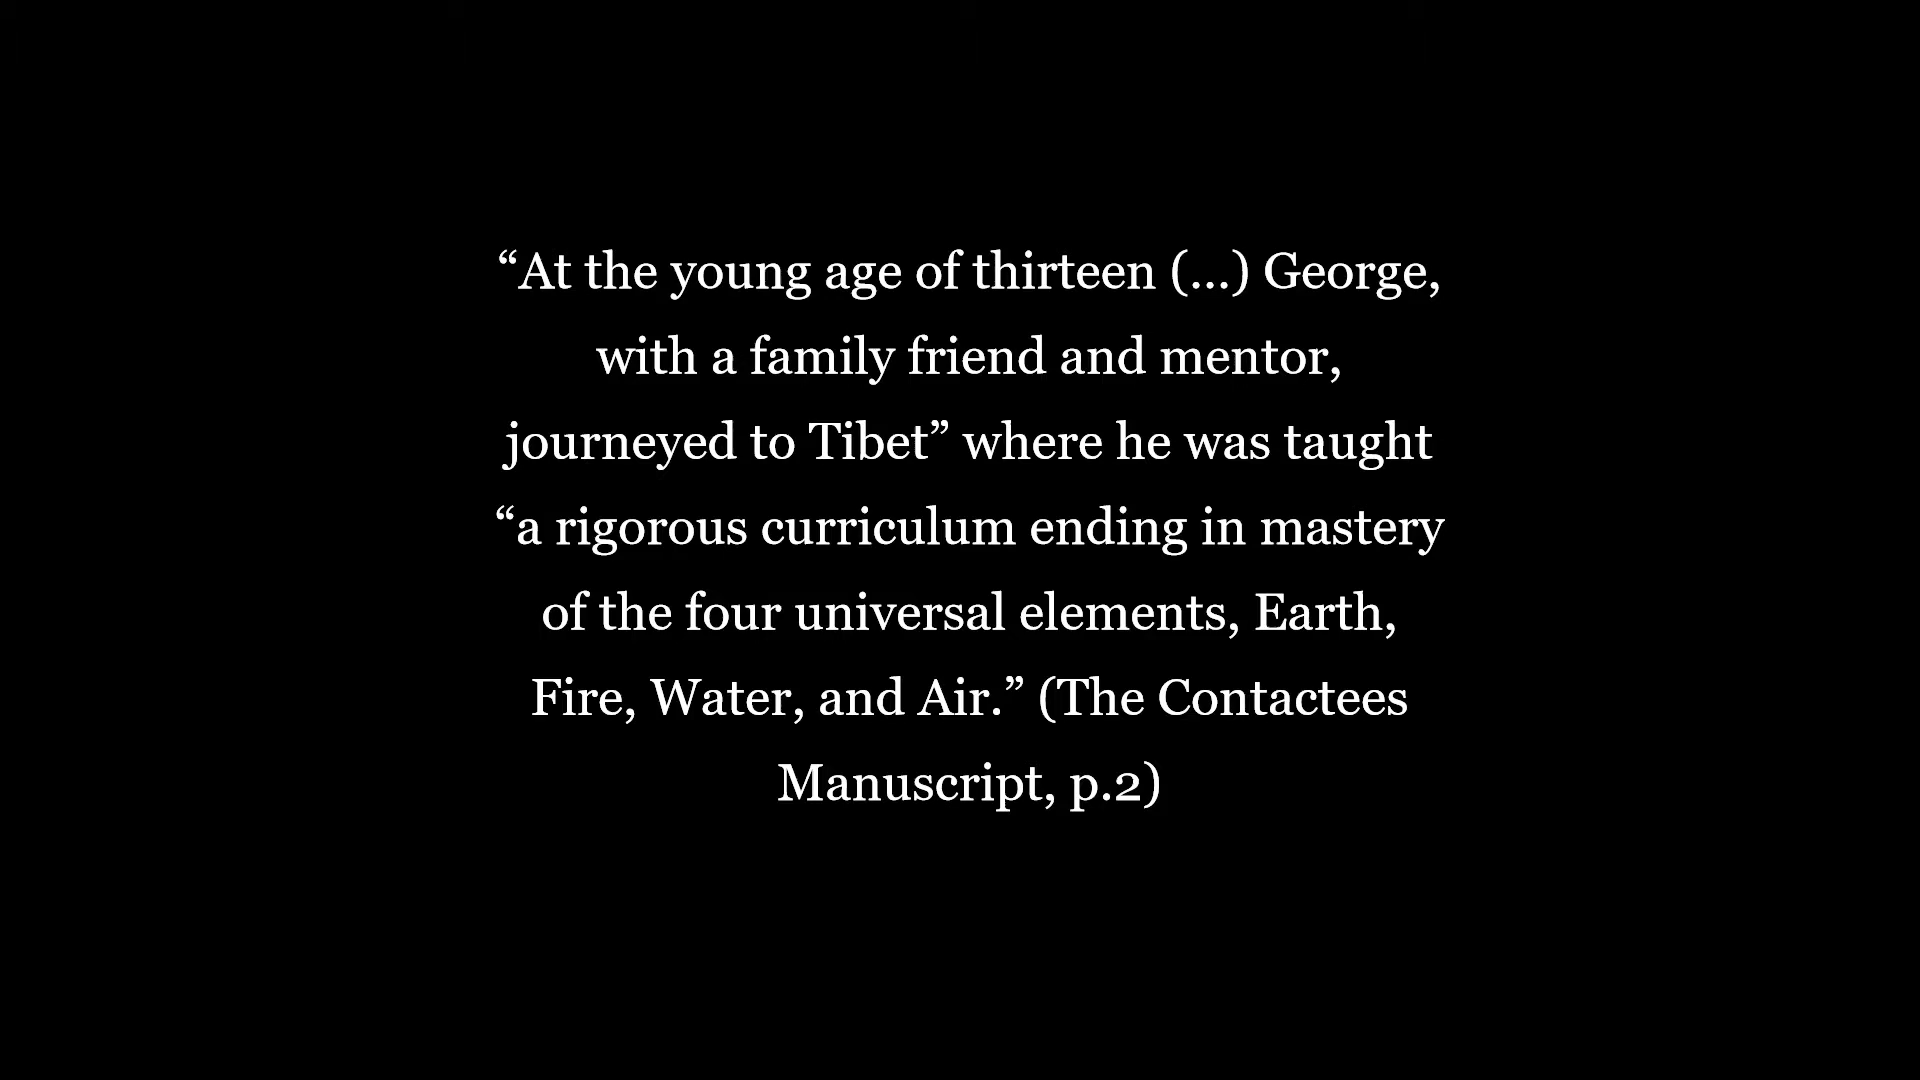 “At the young age of thirteen (...) George,
with a family friend and mentor,
journeyed to Tibet” where he was taught
“a rigorous curriculum ending in mastery
of the four universal elements, Earth,
Fire, Water, and Air.” (The Contactees
Manuscript, p.2)